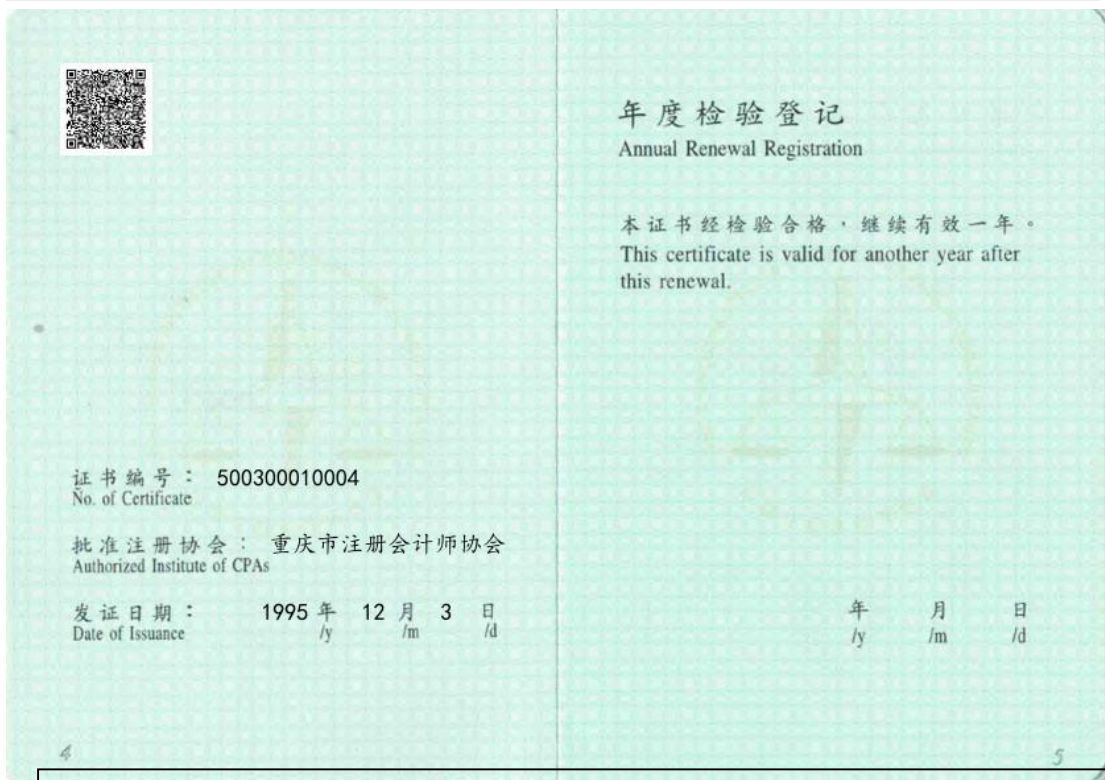 证书编号： 500300010004
No. of Certificate
批准注册协会： 重庆市注册会计师协会
Authorized Institute of CPAs
发证日期： 1995 年 12 月 3 日
Date of Issuance /y /m /d
4
年度检验登记
Annual Renewal Registration
本证书经检验合格，继续有效一年。
This certificate is valid for another year after
this renewal.
年 月 日
/y /m /d
5